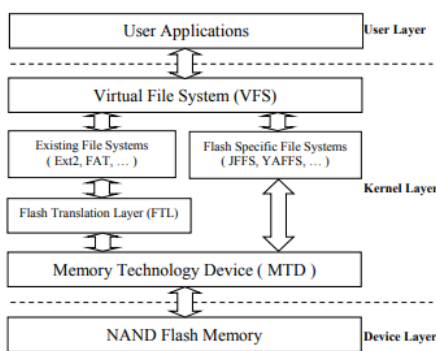 User Applications
User Layer
Virtual File System (VFS)
Existing File Systems
( Ext2, FAT, … )
Flash Specific File Systems
( JFFS, YAFFS, … )
Kernel Layer
Flash Translation Layer (FTL)
Memory Technology Device ( MTD )
NAND Flash Memory
Device Layer